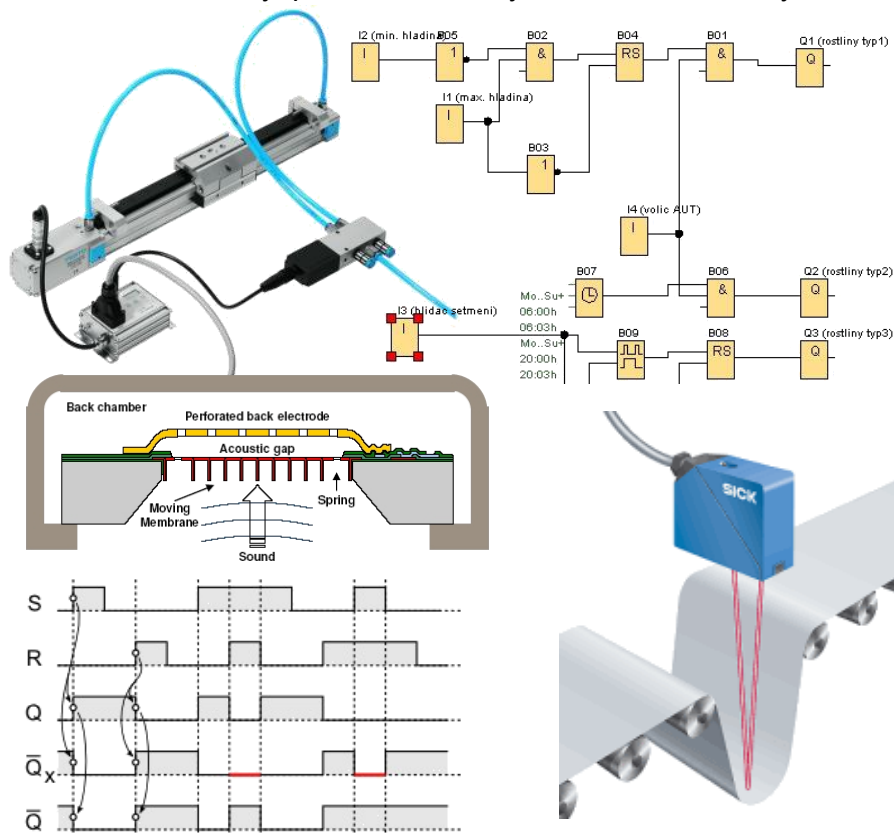 I2 (min. hladina)
B05
B02
B04
B01
Q1 (rostliny typ1)
I
1
&
RS
&
Q
I1 (max. hladina)
I
B03
1
I4 (volic AUT)
I
B07
B06
Q2 (rostliny typ2)
&
Q
Mo..Su+
06:00h
06:03h
Mo..Su+
20:00h
20:03h
I3 (hlidac setmeni)
I
B09
B08
Q3 (rostliny typ3)
RS
Q
Back chamber
Perforated back electrode
Acoustic gap
Moving
Membrane
Spring
Sound
SICK
S
R
Q
Q̅x
Q̅